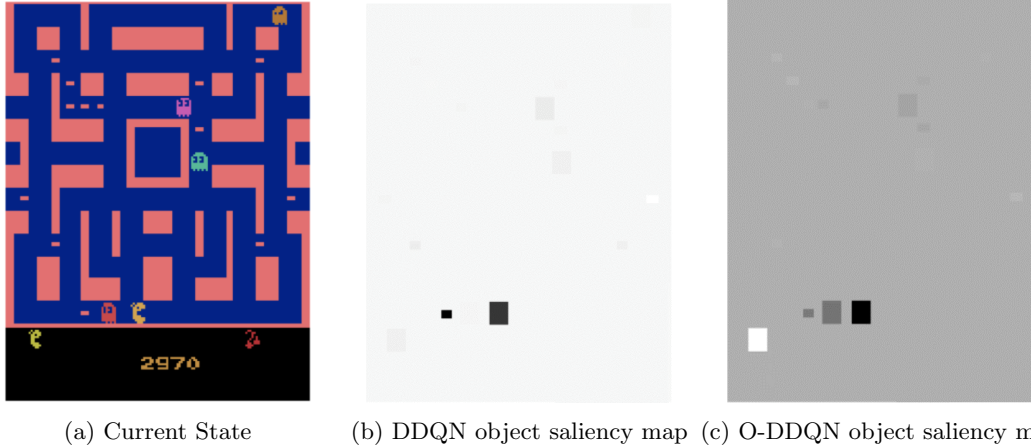 2970
(a) Current State
(b) DDQN object saliency map
(c) O-DDQN object saliency m